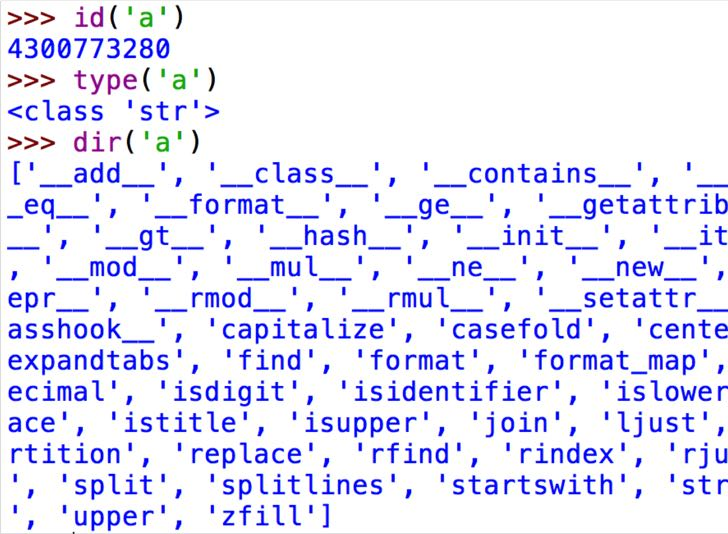 >>> id('a')
4300773280
>>> type('a')
<class 'str'>
>>> dir('a')
['__add__', '__class__', '__contains__', '__
_eq__', '__format__', '__ge__', '__getattrib
__', '__gt__', '__hash__', '__init__', '__it
, '__mod__', '__mul__', '__ne__', '__new__',
epr__', '__rmod__', '__rmul__', '__setattr__
asshook__', 'capitalize', 'casefold', 'cente
expandtabs', 'find', 'format', 'format_map',
ecimal', 'isdigit', 'isidentifier', 'islower
ace', 'istitle', 'isupper', 'join', 'ljust',
rtition', 'replace', 'rfind', 'rindex', 'rju
', 'split', 'splitlines', 'startswith', 'str
', 'upper', 'zfill']